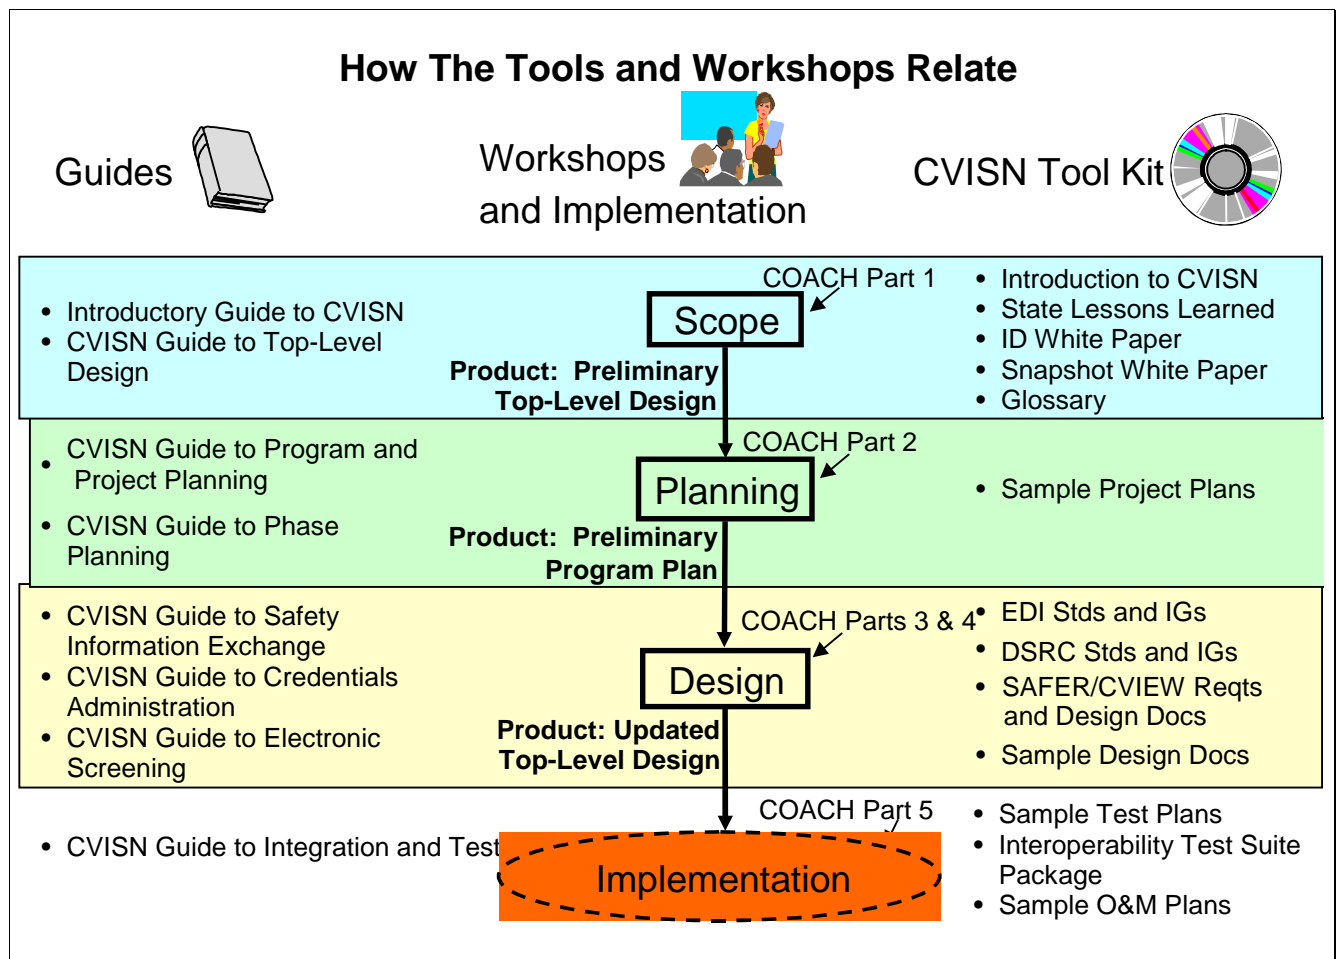 How The Tools and Workshops Relate
Guides
Workshops
and Implementation
CVISN Tool Kit
• Introductory Guide to CVISN
• CVISN Guide to Top-Level
Design
COACH Part 1
Scope
Product: Preliminary
Top-Level Design
• Introduction to CVISN
• State Lessons Learned
• ID White Paper
• Snapshot White Paper
• Glossary
• CVISN Guide to Program and
Project Planning
• CVISN Guide to Phase
Planning
COACH Part 2
Planning
Product: Preliminary
Program Plan
• Sample Project Plans
• CVISN Guide to Safety
Information Exchange
• CVISN Guide to Credentials
Administration
• CVISN Guide to Electronic
Screening
COACH Parts 3 & 4
Design
Product: Updated
Top-Level Design
• EDI Stds and IGs
• DSRC Stds and IGs
• SAFER/CVIEW Reqts
and Design Docs
• Sample Design Docs
• CVISN Guide to Integration and Test
COACH Part 5
Implementation
• Sample Test Plans
• Interoperability Test Suite
Package
• Sample O&M Plans